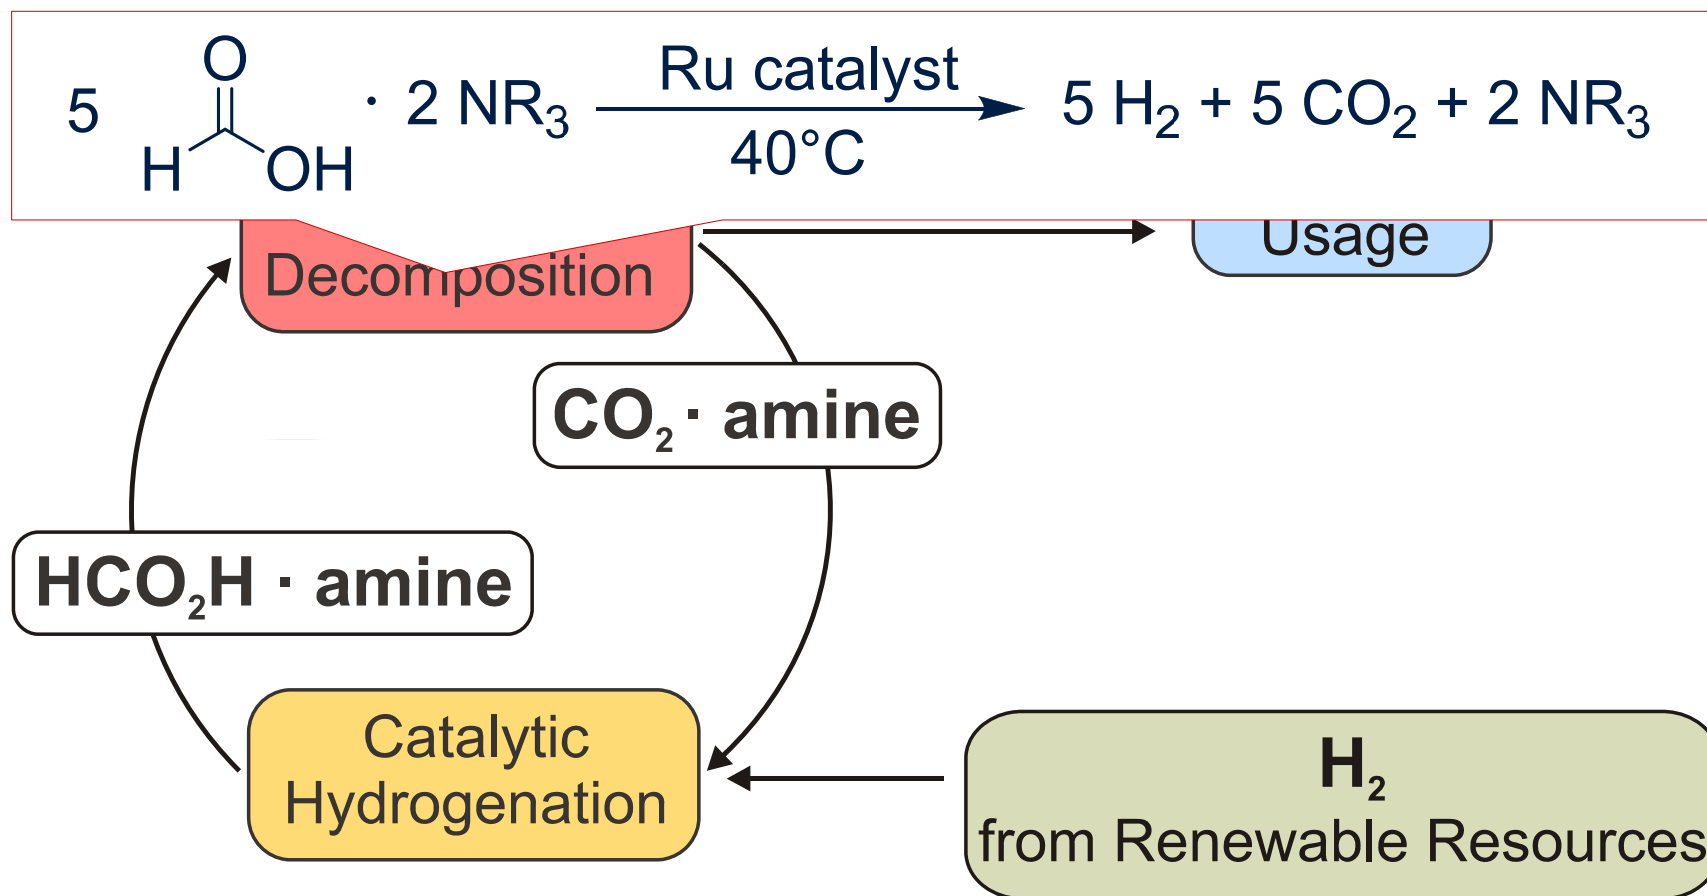 5 H O OH · 2 NR₃ Ru catalyst 40°C 5 H₂ + 5 CO₂ + 2 NR₃
Decomposition
Usage
CO₂ · amine
HCO₂H · amine
Catalytic
Hydrogenation
H₂
from Renewable Resources